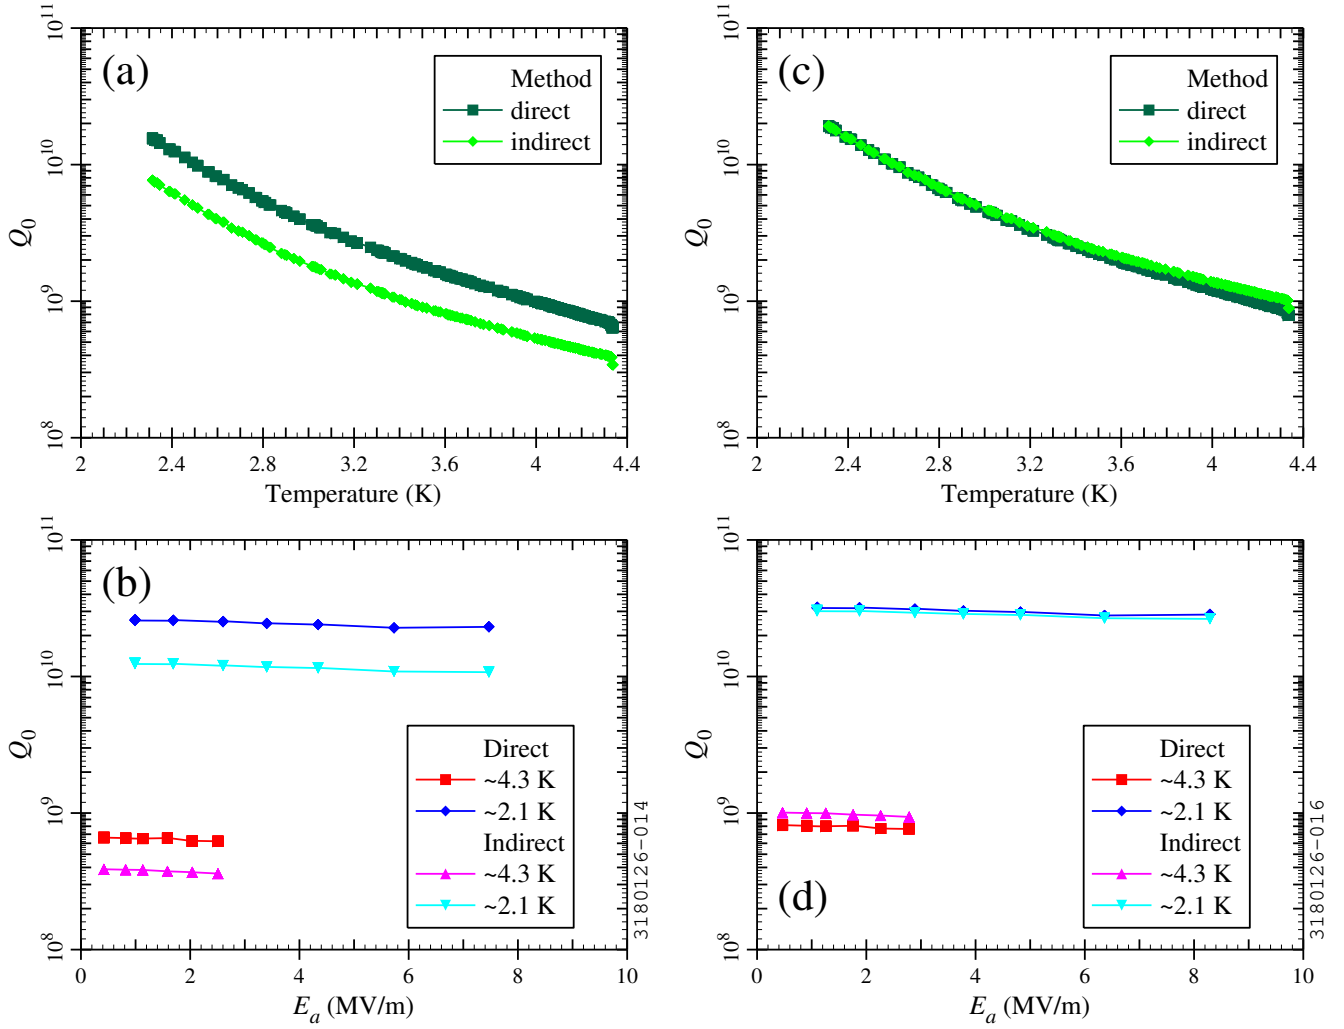 (a)
Method
direct
indirect
Q0
10^11
10^10
10^9
10^8
2 2.4 2.8 3.2 3.6 4 4.4
Temperature (K)
(c)
Method
direct
indirect
Q0
10^11
10^10
10^9
10^8
2 2.4 2.8 3.2 3.6 4 4.4
Temperature (K)
(b)
Direct
~4.3 K
~2.1 K
Indirect
~4.3 K
~2.1 K
Q0
10^11
10^10
10^9
10^8
0 2 4 6 8 10
Ea (MV/m)
3180126-014
(d)
Direct
~4.3 K
~2.1 K
Indirect
~4.3 K
~2.1 K
Q0
10^11
10^10
10^9
10^8
0 2 4 6 8 10
Ea (MV/m)
3180126-016